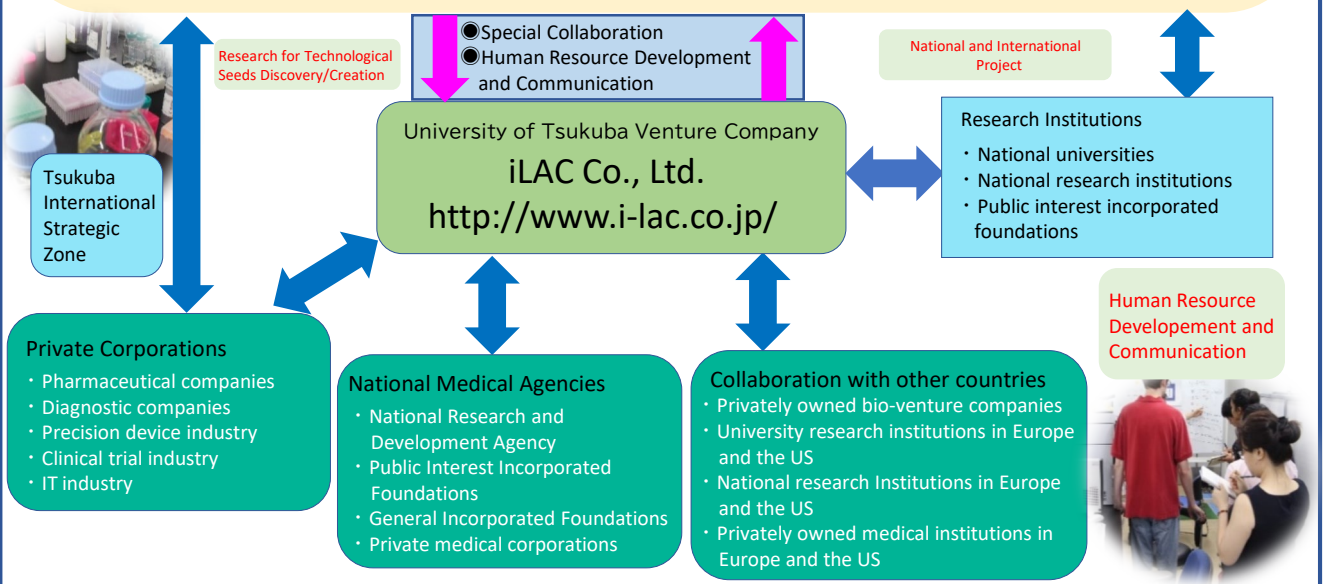 ◉Special Collaboration
◉Human Resource Development
and Communication
Research for Technological
Seeds Discovery/Creation
National and International
Project
University of Tsukuba Venture Company
iLAC Co., Ltd.
http://www.i-lac.co.jp/
Research Institutions
・National universities
・National research institutions
・Public interest incorporated
foundations
Tsukuba
International
Strategic
Zone
Human Resource
Developement and
Communication
Private Corporations
・Pharmaceutical companies
・Diagnostic companies
・Precision device industry
・Clinical trial industry
・IT industry
National Medical Agencies
・National Research and
Development Agency
・Public Interest Incorporated
Foundations
・General Incorporated Foundations
・Private medical corporations
Collaboration with other countries
・Privately owned bio-venture companies
・University research institutions in Europe
and the US
・National research Institutions in Europe
and the US
・Privately owned medical institutions in
Europe and the US